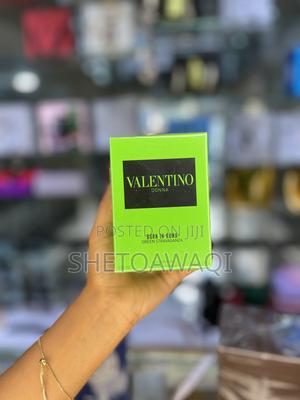 VALENTINO
DONNA
POSTED ON JIJI
SHETOAWAQI
BORN IN ROMA
GREEN STRAVAGANZA